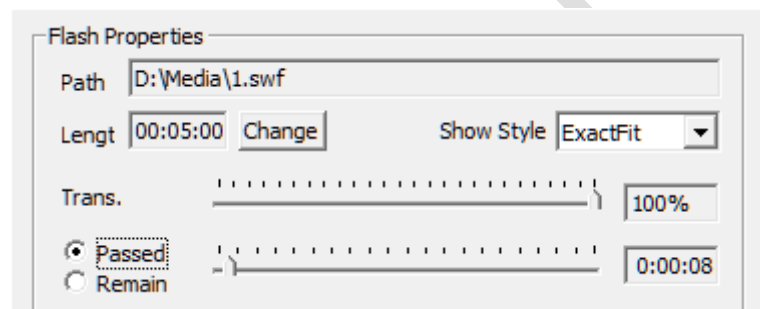 Flash Properties
Path D:\Media\1.swf
Lengt 00:05:00 Change Show Style ExactFit
Trans. 100%
Passed 0:00:08
Remain